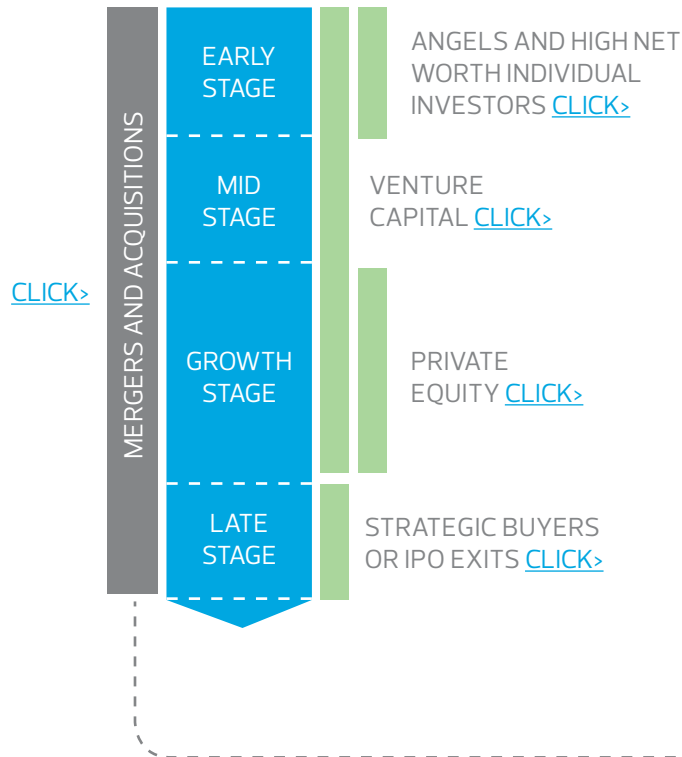 EARLY
STAGE
ANGELS AND HIGH NET
WORTH INDIVIDUAL
INVESTORS CLICK>
MID
STAGE
VENTURE
CAPITAL CLICK>
CLICK>
MERGERS AND ACQUISITIONS
GROWTH
STAGE
PRIVATE
EQUITY CLICK>
LATE
STAGE
STRATEGIC BUYERS
OR IPO EXITS CLICK>